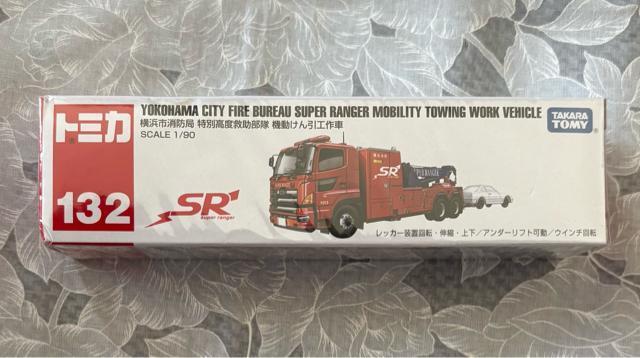 トミカ
132
YOKOHAMA CITY FIRE BUREAU SUPER RANGER MOBILITY TOWING WORK VEHICLE
横浜市消防局 特別高度救助部隊 機動けん引工作車
SCALE 1/90
SR
super ranger
TAKARA
TOMY
レッカー装置回転・伸縮・上下／アンダーリフト可動／ウインチ回転